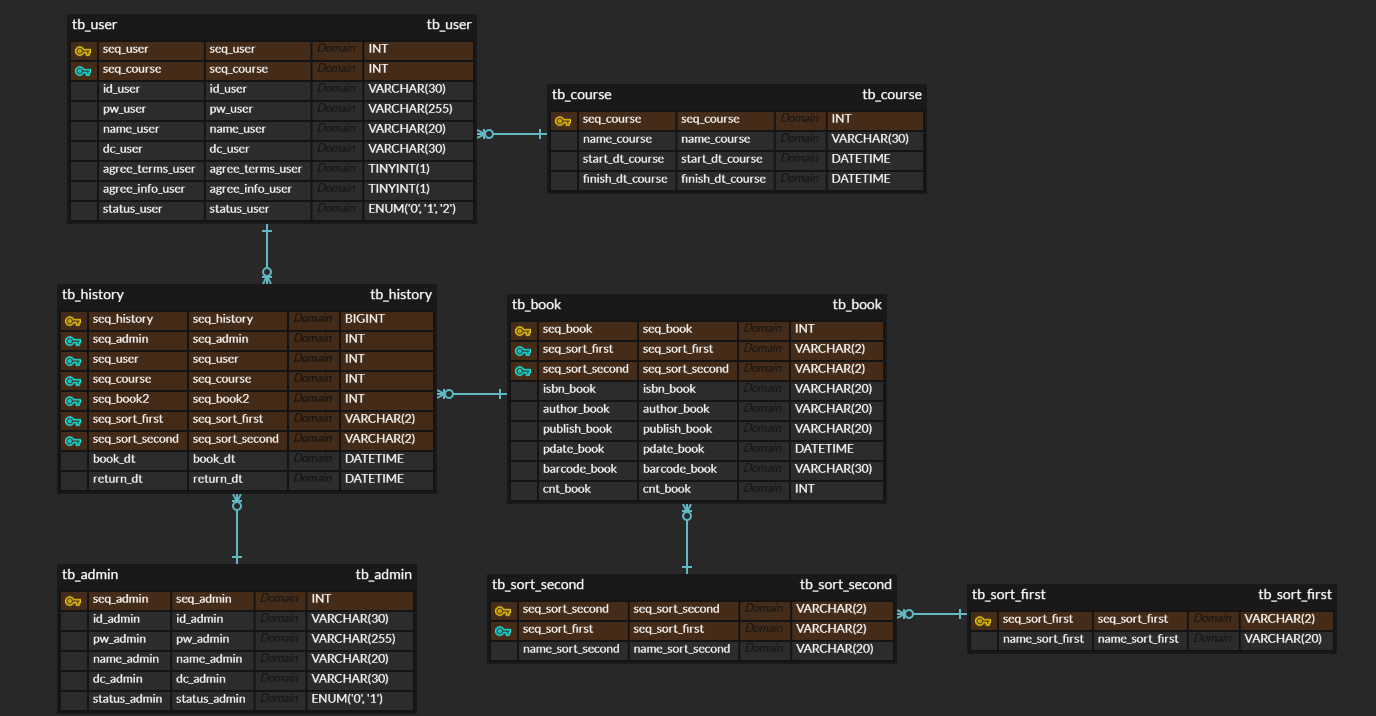 tb_user tb_user
seq_user seq_user Domain INT
seq_course seq_course Domain INT
id_user id_user Domain VARCHAR(30)
pw_user pw_user Domain VARCHAR(255)
name_user name_user Domain VARCHAR(20)
dc_user dc_user Domain VARCHAR(30)
agree_terms_user agree_terms_user Domain TINYINT(1)
agree_info_user agree_info_user Domain TINYINT(1)
status_user status_user Domain ENUM('0', '1', '2')
tb_course tb_course
seq_course seq_course Domain INT
name_course name_course Domain VARCHAR(30)
start_dt_course start_dt_course Domain DATETIME
finish_dt_course finish_dt_course Domain DATETIME
tb_history tb_history
seq_history seq_history Domain BIGINT
seq_admin seq_admin Domain INT
seq_user seq_user Domain INT
seq_course seq_course Domain INT
seq_book2 seq_book2 Domain INT
seq_sort_first seq_sort_first Domain VARCHAR(2)
seq_sort_second seq_sort_second Domain VARCHAR(2)
book_dt book_dt Domain DATETIME
return_dt return_dt Domain DATETIME
tb_book tb_book
seq_book seq_book Domain INT
seq_sort_first seq_sort_first Domain VARCHAR(2)
seq_sort_second seq_sort_second Domain VARCHAR(2)
isbn_book isbn_book Domain VARCHAR(20)
author_book author_book Domain VARCHAR(20)
publish_book publish_book Domain VARCHAR(20)
pdate_book pdate_book Domain DATETIME
barcode_book barcode_book Domain VARCHAR(30)
cnt_book cnt_book Domain INT
tb_admin tb_admin
seq_admin seq_admin Domain INT
id_admin id_admin Domain VARCHAR(30)
pw_admin pw_admin Domain VARCHAR(255)
name_admin name_admin Domain VARCHAR(20)
dc_admin dc_admin Domain VARCHAR(30)
status_admin status_admin Domain ENUM('0', '1')
tb_sort_second tb_sort_second
seq_sort_second seq_sort_second Domain VARCHAR(2)
seq_sort_first seq_sort_first Domain VARCHAR(2)
name_sort_second name_sort_second Domain VARCHAR(20)
tb_sort_first tb_sort_first
seq_sort_first seq_sort_first Domain VARCHAR(2)
name_sort_first name_sort_first Domain VARCHAR(20)